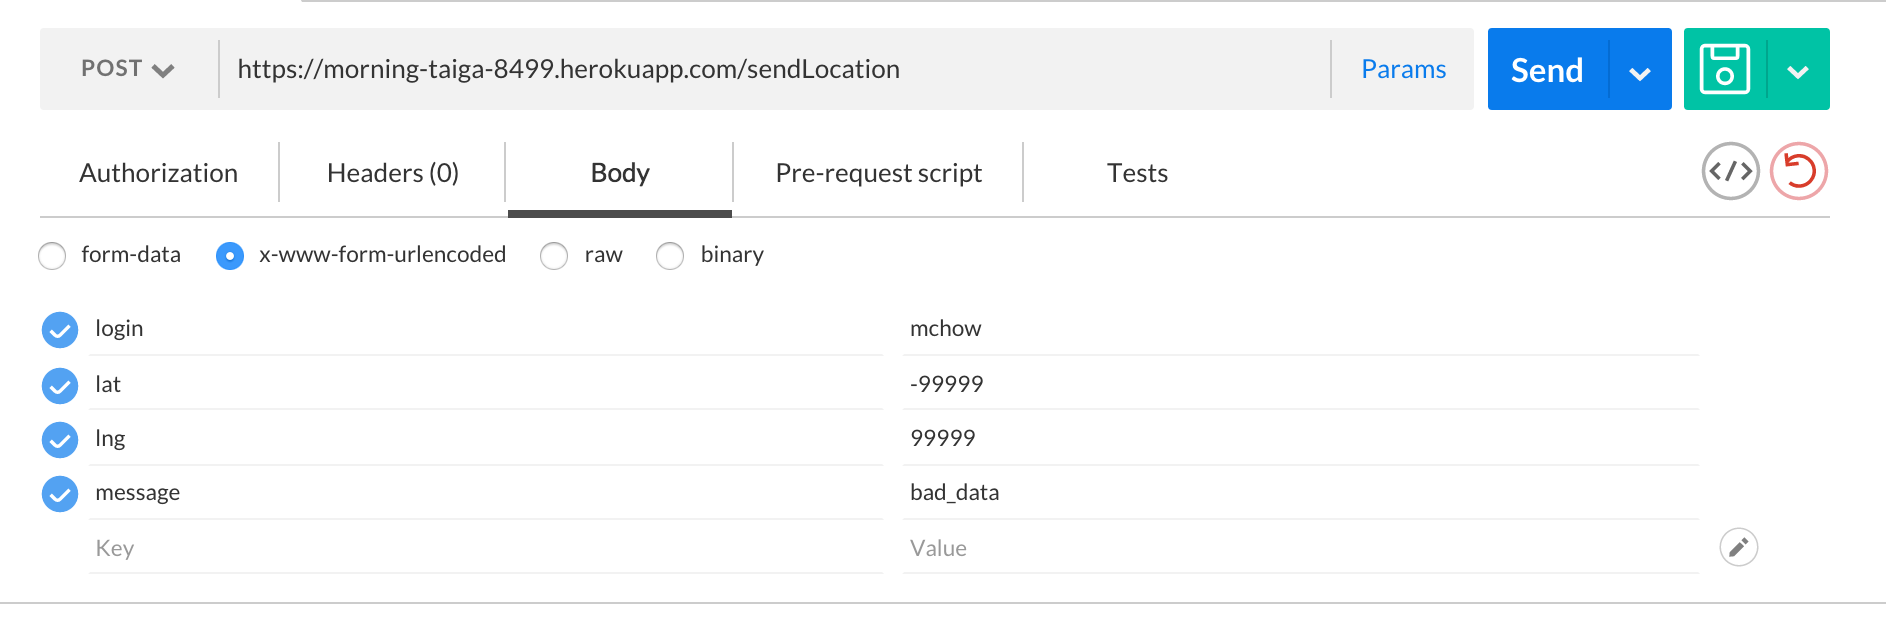 POST https://morning-taiga-8499.herokuapp.com/sendLocation Params Send
Authorization Headers (0) Body Pre-request script Tests </>
form-data x-www-form-urlencoded raw binary
login mchow
lat -99999
lng 99999
message bad_data
Key Value